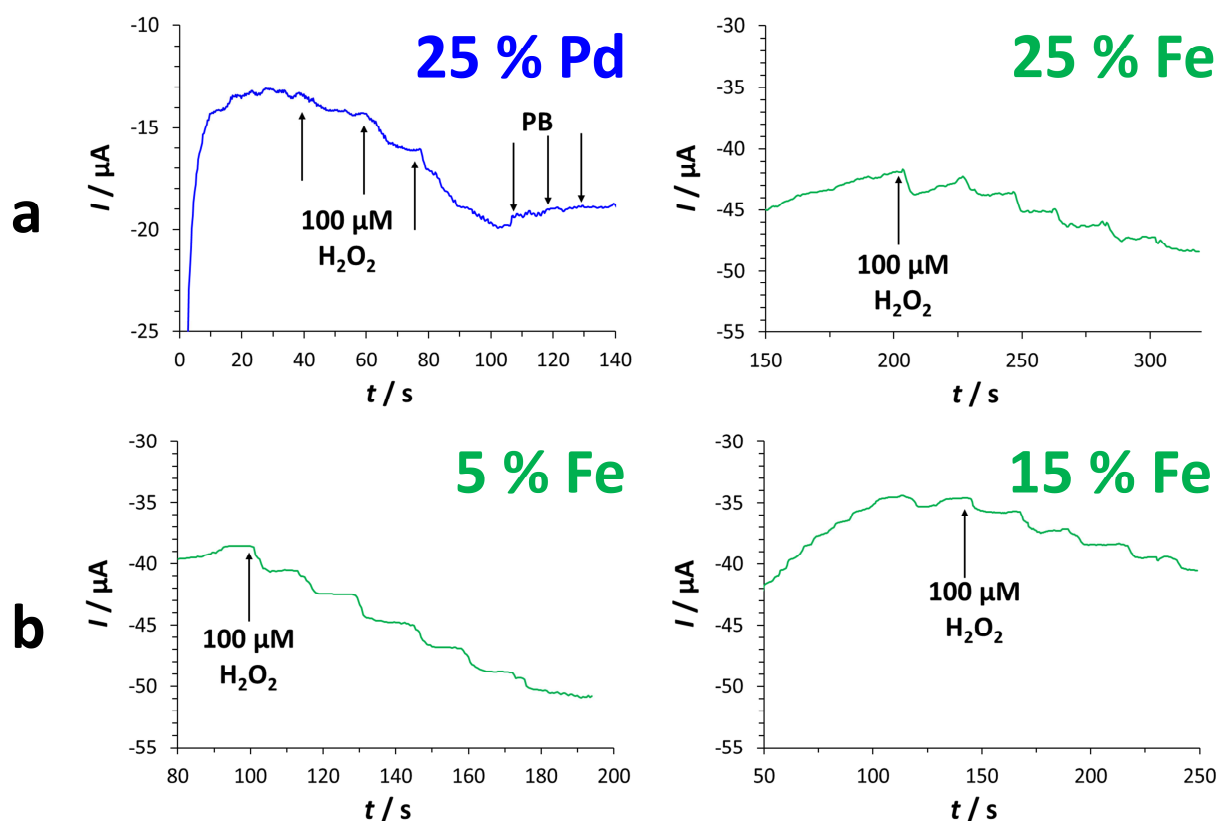 a
25 % Pd
-10
-15
-20
-25
I / µA
0 20 40 60 80 100 120 140
t / s
100 µM
H₂O₂
PB
25 % Fe
-30
-35
-40
-45
-50
-55
I / µA
150 200 250 300
t / s
100 µM
H₂O₂
b
5 % Fe
-30
-35
-40
-45
-50
-55
I / µA
80 100 120 140 160 180 200
t / s
100 µM
H₂O₂
15 % Fe
-30
-35
-40
-45
-50
-55
I / µA
50 100 150 200 250
t / s
100 µM
H₂O₂